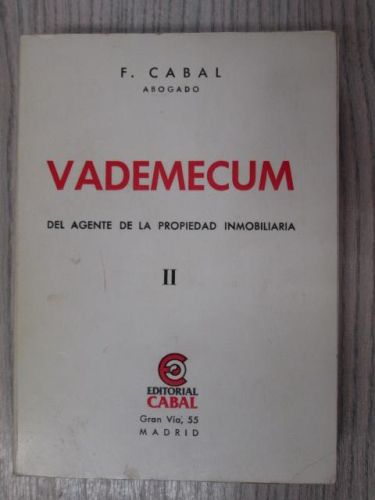 F. CABAL
ABOGADO
VADEMECUM
DEL AGENTE DE LA PROPIEDAD INMOBILIARIA
II
EDITORIAL
CABAL
Gran Vía, 55
MADRID